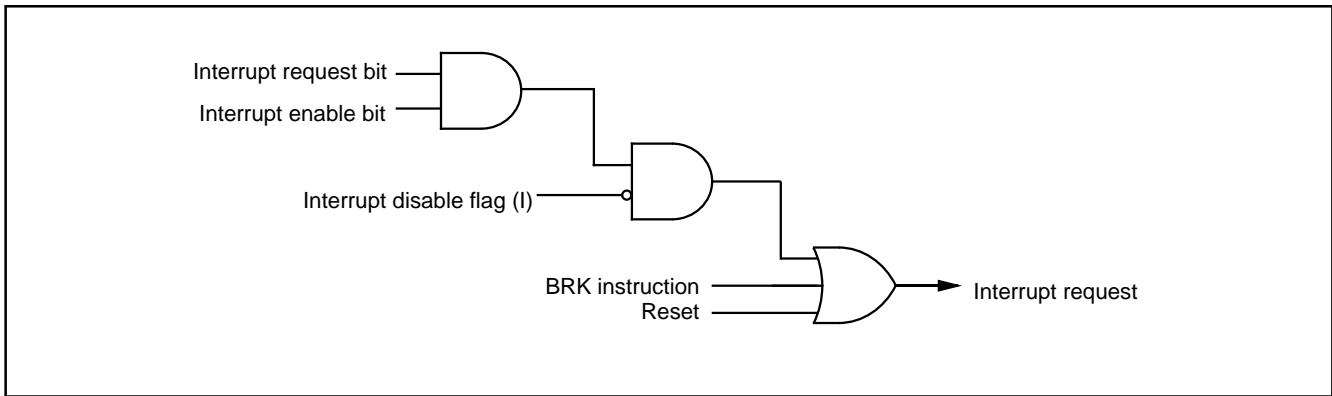 Interrupt request bit
Interrupt enable bit
Interrupt disable flag (I)
BRK instruction
Reset
Interrupt request